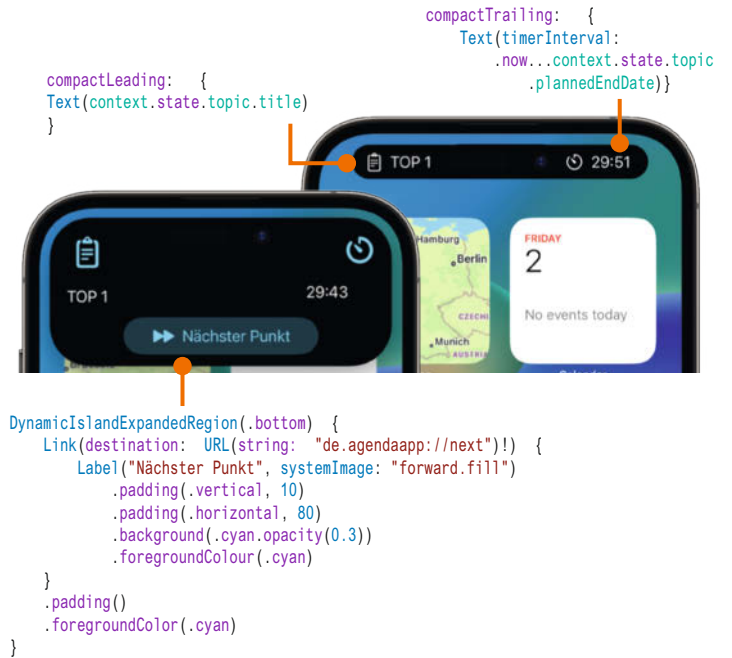 compactTrailing: {
Text(timerInterval:
.now...context.state.topic
.plannedEndDate)}
compactLeading: {
Text(context.state.topic.title)
}
TOP 1
29:51
Hamburg
Berlin
CZECHI
Munich
AUSTRIA
FRIDAY
2
No events today
Calendar
TOP 1
29:43
Nächster Punkt
DynamicIslandExpandedRegion(.bottom) {
Link(destination: URL(string: "de.agendaapp://next")!) {
Label("Nächster Punkt", systemImage: "forward.fill")
.padding(.vertical, 10)
.padding(.horizontal, 80)
.background(.cyan.opacity(0.3))
.foregroundColour(.cyan)
}
.padding()
.foregroundColor(.cyan)
}